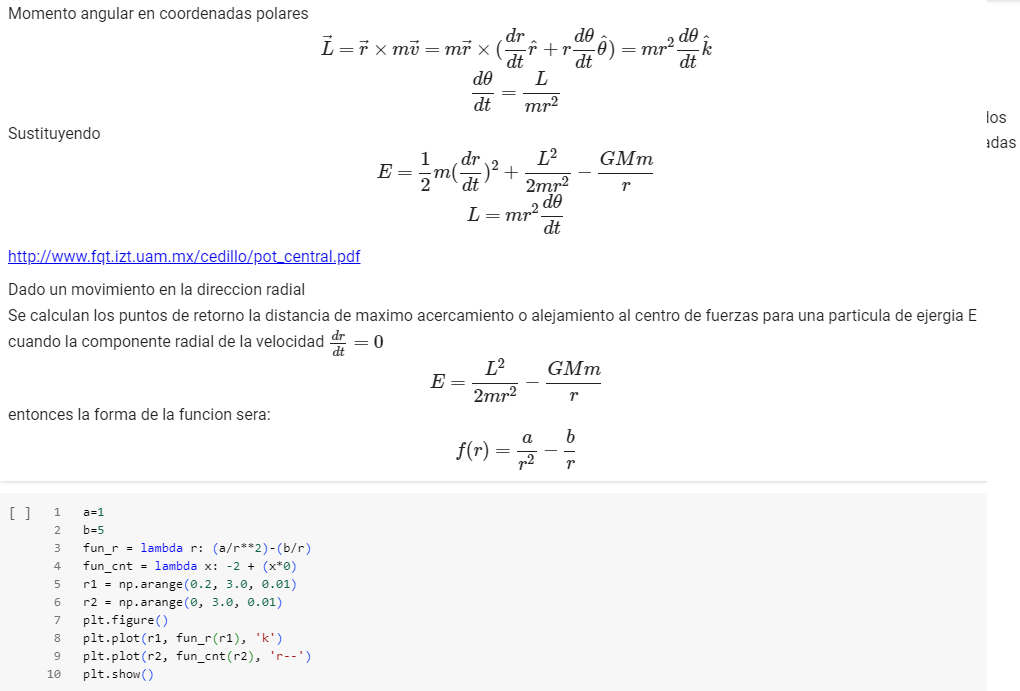 Momento angular en coordenadas polares
$\vec{L} = \vec{r} \times m\vec{v} = m\vec{r} \times (\frac{dr}{dt}\hat{r} + r\frac{d\theta}{dt}\hat{\theta}) = mr^2\frac{d\theta}{dt}\hat{k}$
$\frac{d\theta}{dt} = \frac{L}{mr^2}$
los
adas
Sustituyendo
$E = \frac{1}{2}m(\frac{dr}{dt})^2 + \frac{L^2}{2mr^2} - \frac{GMm}{r}$
$L = mr^2\frac{d\theta}{dt}$
http://www.fqt.izt.uam.mx/cedillo/pot_central.pdf
Dado un movimiento en la direccion radial
Se calculan los puntos de retorno la distancia de maximo acercamiento o alejamiento al centro de fuerzas para una particula de ejergia E
cuando la componente radial de la velocidad $\frac{dr}{dt} = 0$
$E = \frac{L^2}{2mr^2} - \frac{GMm}{r}$
entonces la forma de la funcion sera:
$f(r) = \frac{a}{r^2} - \frac{b}{r}$
[ ] 1 a=1
2 b=5
3 fun_r = lambda r: (a/r**2)-(b/r)
4 fun_cnt = lambda x: -2 + (x*0)
5 r1 = np.arange(0.2, 3.0, 0.01)
6 r2 = np.arange(0, 3.0, 0.01)
7 plt.figure()
8 plt.plot(r1, fun_r(r1), 'k')
9 plt.plot(r2, fun_cnt(r2), 'r--')
10 plt.show()